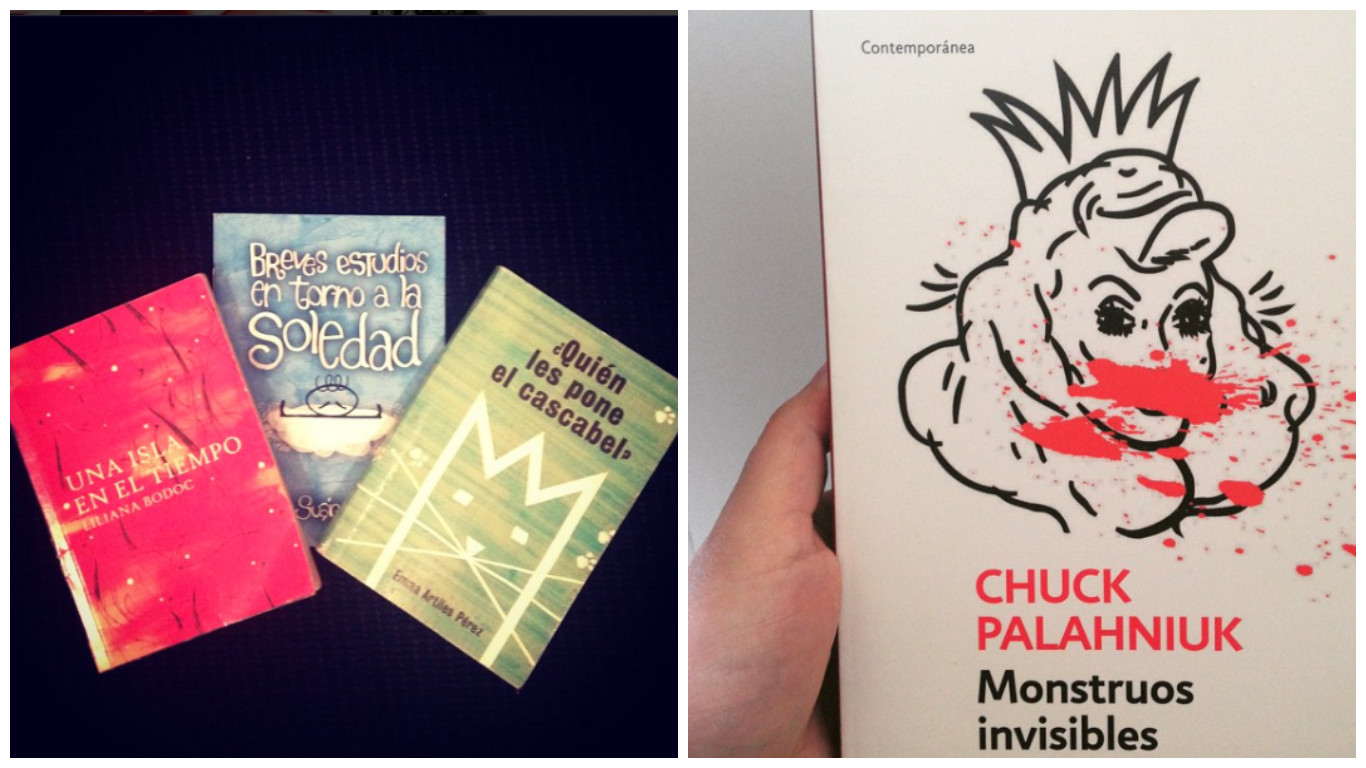 UNA ISLA
EN EL TIEMPO
LILIANA BODOC
Breves estudios
en torno a la
Soledad
¿Quién
les pone
el cascabel?
Emma Artiles Pérez
Contemporánea
CHUCK
PALAHNIUK
Monstruos
invisibles